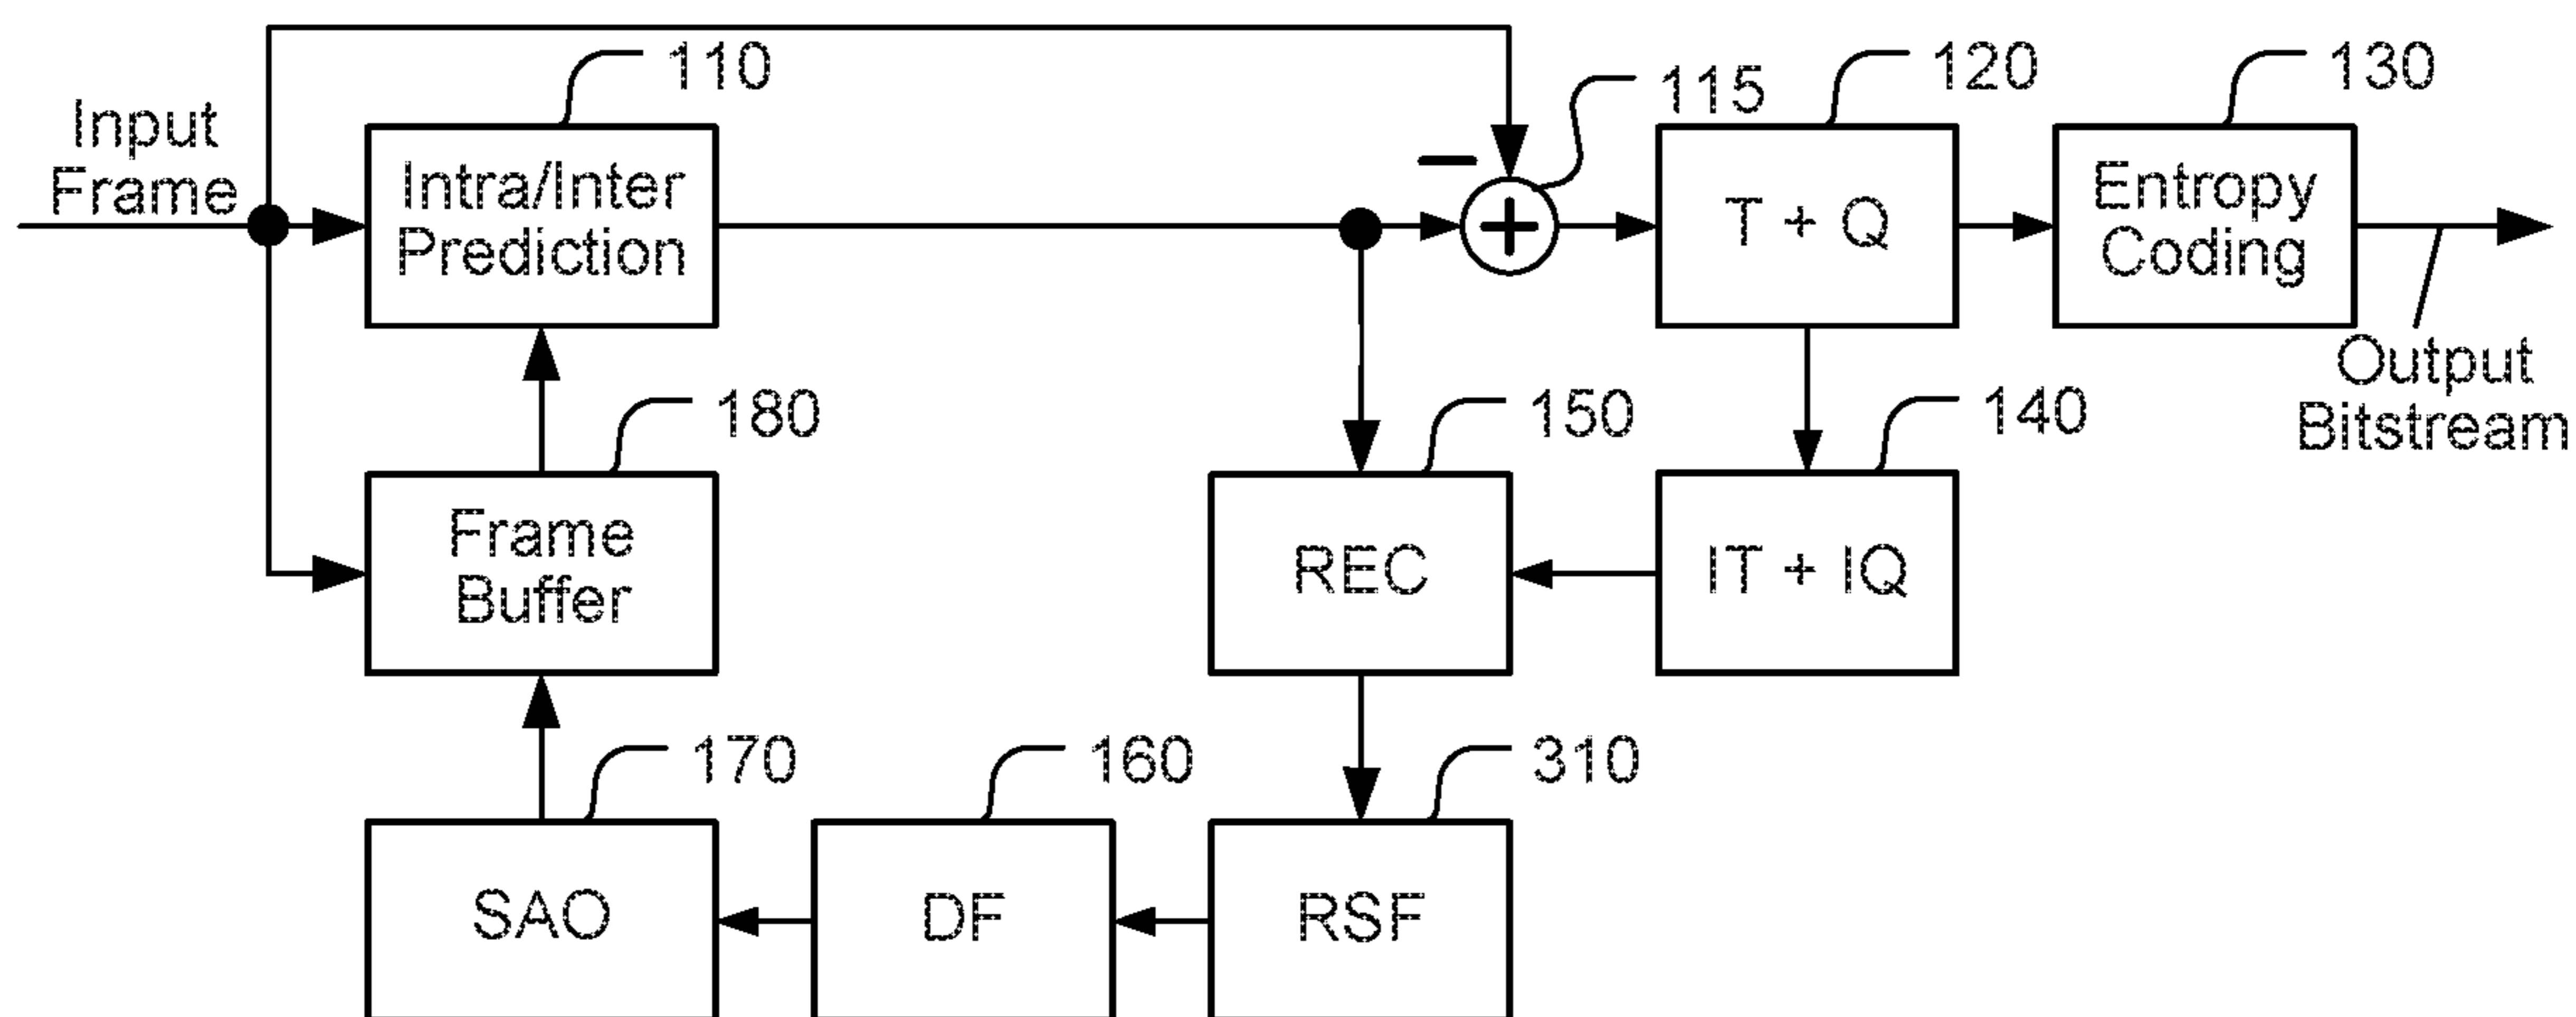 110
115
120
130
Input
Frame
Intra/Inter
Prediction
−
+
T + Q
Entropy
Coding
Output
Bitstream
180
150
140
Frame
Buffer
REC
IT + IQ
170
160
310
SAO
DF
RSF